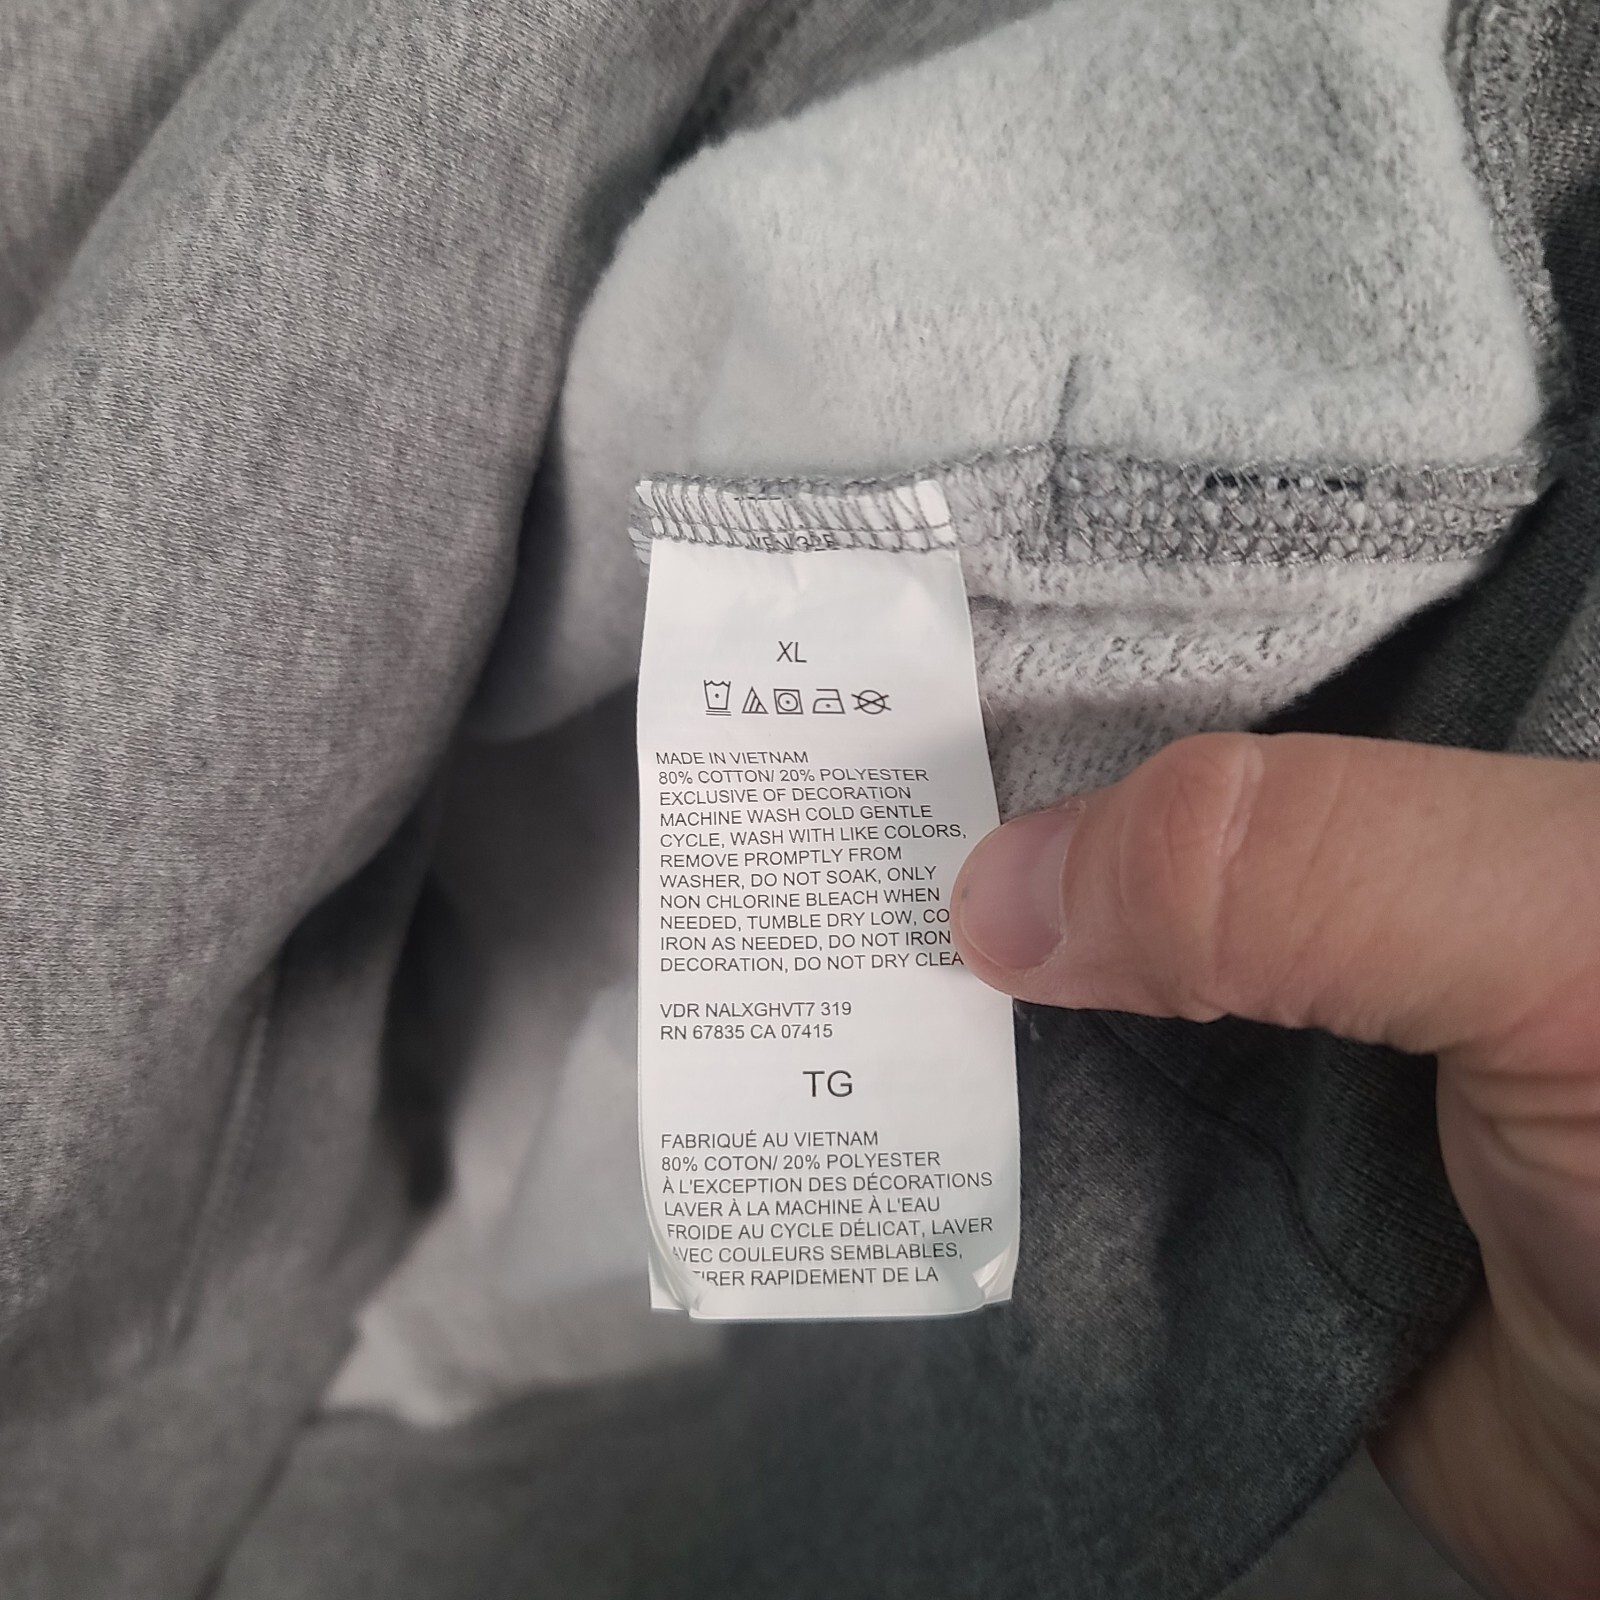 XL
MADE IN VIETNAM
80% COTTON/ 20% POLYESTER
EXCLUSIVE OF DECORATION
MACHINE WASH COLD GENTLE
CYCLE, WASH WITH LIKE COLORS,
REMOVE PROMPTLY FROM
WASHER, DO NOT SOAK, ONLY
NON CHLORINE BLEACH WHEN
NEEDED, TUMBLE DRY LOW, CO
IRON AS NEEDED, DO NOT IRON
DECORATION, DO NOT DRY CLEA
VDR NALXGHVT7 319
RN 67835 CA 07415
TG
FABRIQUÉ AU VIETNAM
80% COTON/ 20% POLYESTER
À L'EXCEPTION DES DÉCORATIONS
LAVER À LA MACHINE À L'EAU
FROIDE AU CYCLE DÉLICAT, LAVER
AVEC COULEURS SEMBLABLES,
TIRER RAPIDEMENT DE LA